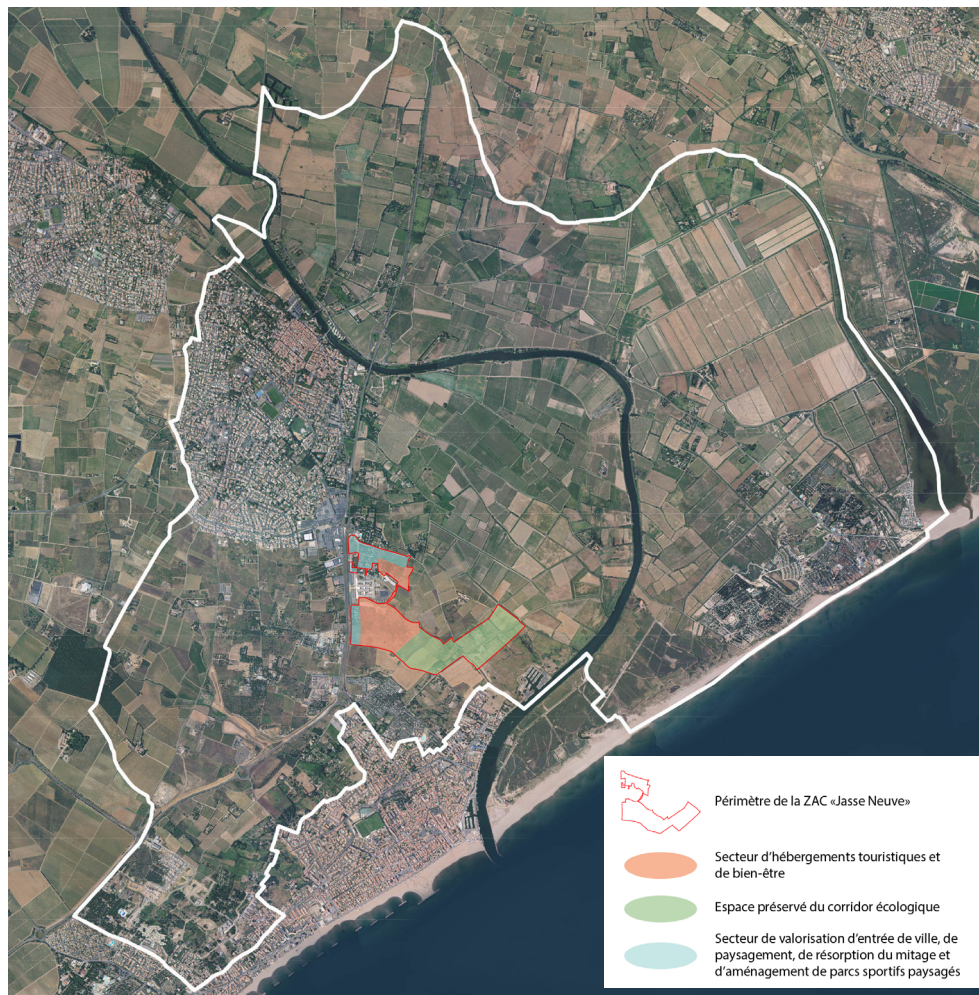 Périmètre de la ZAC «Jasse Neuve»
Secteur d’hébergements touristiques et
de bien-être
Espace préservé du corridor écologique
Secteur de valorisation d’entrée de ville, de
paysagement, de résorption du mitage et
d’aménagement de parcs sportifs paysagés